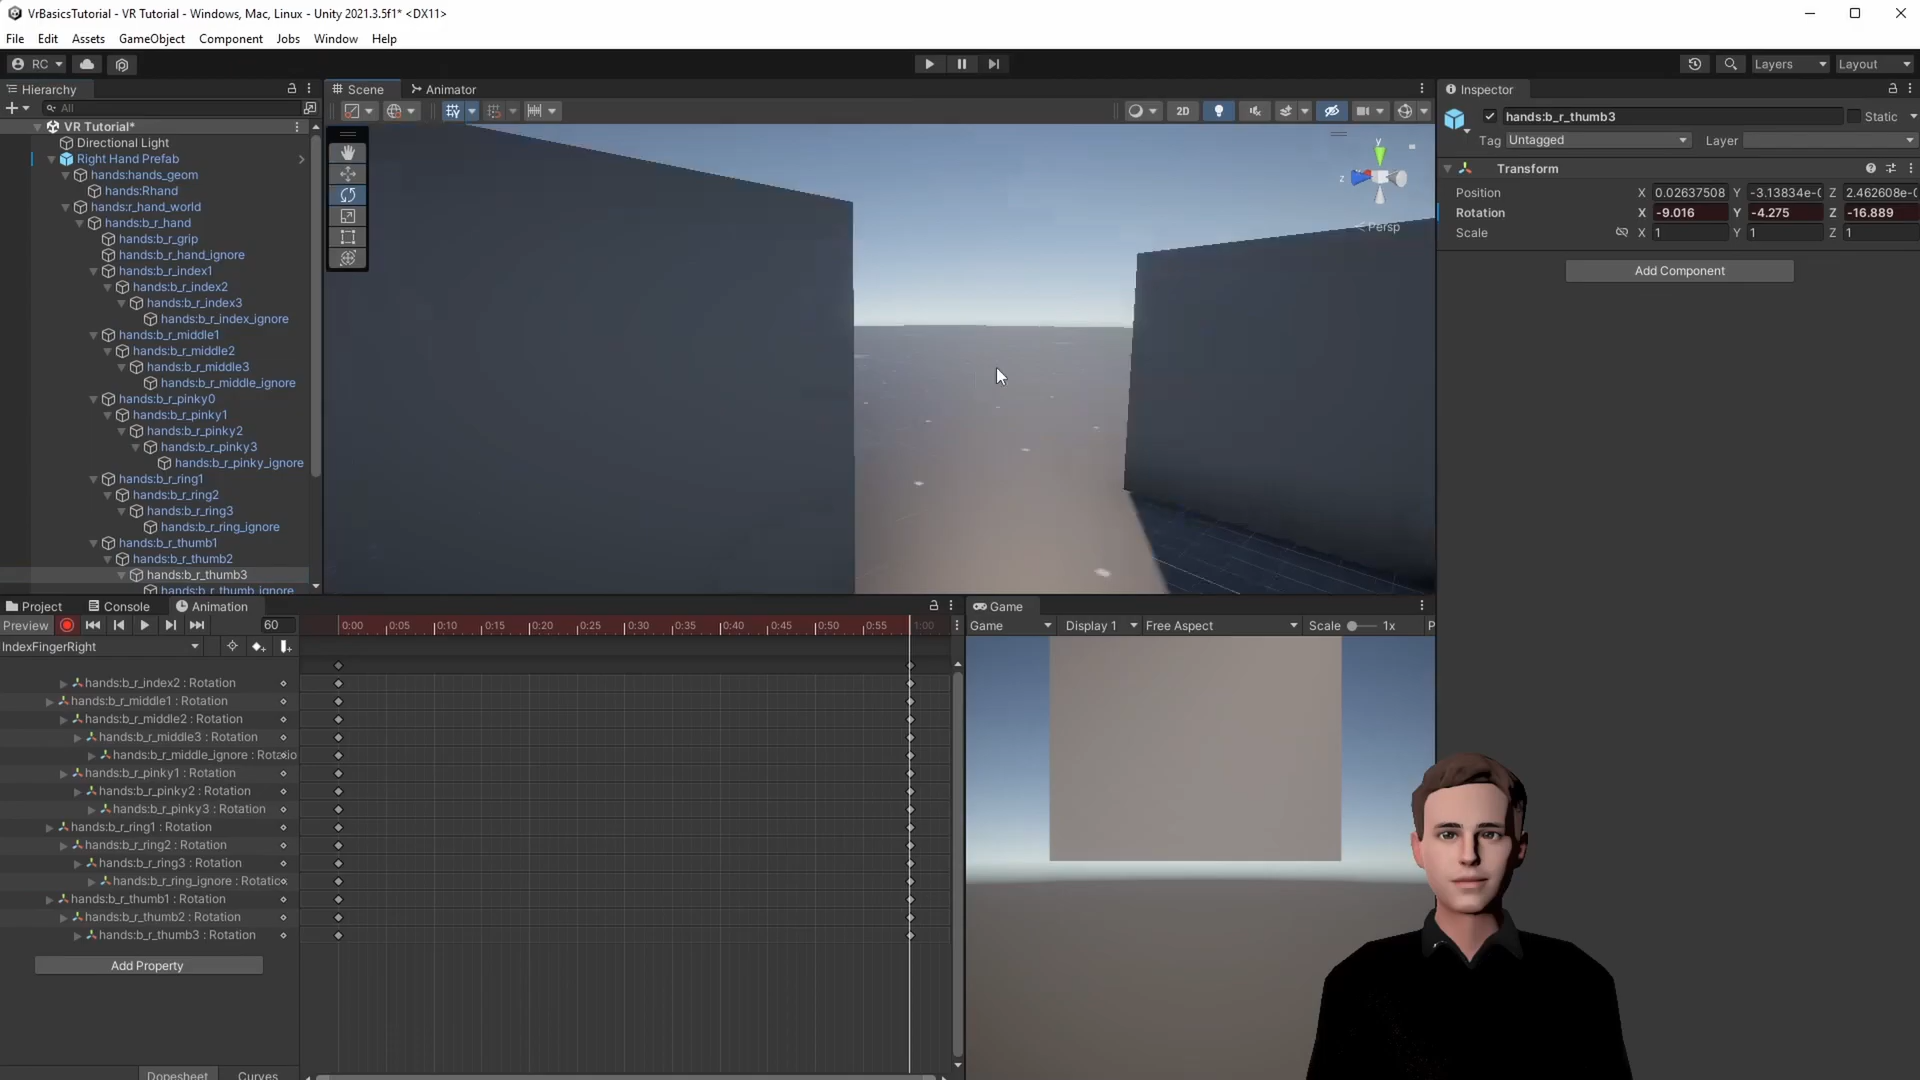 VrBasicsTutorial - VR Tutorial - Windows, Mac, Linux - Unity 2021.3.5f1* <DX11>
File Edit Assets GameObject Component Jobs Window Help
RC Layers Layout
Hierarchy
All
VR Tutorial*
Directional Light
Right Hand Prefab
hands:hands_geom
hands:Rhand
hands:r_hand_world
hands:b_r_hand
hands:b_r_grip
hands:b_r_hand_ignore
hands:b_r_index1
hands:b_r_index2
hands:b_r_index3
hands:b_r_index_ignore
hands:b_r_middle1
hands:b_r_middle2
hands:b_r_middle3
hands:b_r_middle_ignore
hands:b_r_pinky0
hands:b_r_pinky1
hands:b_r_pinky2
hands:b_r_pinky3
hands:b_r_pinky_ignore
hands:b_r_ring1
hands:b_r_ring2
hands:b_r_ring3
hands:b_r_ring_ignore
hands:b_r_thumb1
hands:b_r_thumb2
hands:b_r_thumb3
hands:b_r_thumb_ignore
Scene Animator
2D
y
z
Persp
Inspector
hands:b_r_thumb3 Static
Tag Untagged Layer
Transform
Position X 0.02637508 Y -3.13834e-0 Z 2.462608e-0
Rotation X -9.016 Y -4.275 Z -16.889
Scale X 1 Y 1 Z 1
Add Component
Project Console Animation
Preview 60 0:00 0:05 0:10 0:15 0:20 0:25 0:30 0:35 0:40 0:45 0:50 0:55 1:00
IndexFingerRight
hands:b_r_index2 : Rotation
hands:b_r_middle1 : Rotation
hands:b_r_middle2 : Rotation
hands:b_r_middle3 : Rotation
hands:b_r_middle_ignore : Rotatio
hands:b_r_pinky1 : Rotation
hands:b_r_pinky2 : Rotation
hands:b_r_pinky3 : Rotation
hands:b_r_ring1 : Rotation
hands:b_r_ring2 : Rotation
hands:b_r_ring3 : Rotation
hands:b_r_ring_ignore : Rotatio
hands:b_r_thumb1 : Rotation
hands:b_r_thumb2 : Rotation
hands:b_r_thumb3 : Rotation
Add Property
Dopesheet Curves
Game
Game Display 1 Free Aspect Scale 1x P